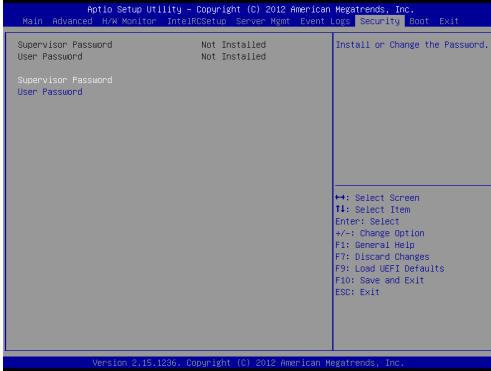 Aptio Setup Utility – Copyright (C) 2012 American Megatrends, Inc.
Main Advanced H/W Monitor IntelRCSetup Server Mgmt Event Logs Security Boot Exit
Supervisor Password Not Installed
User Password Not Installed
Supervisor Password
User Password
Install or Change the Password.
↔: Select Screen
↑↓: Select Item
Enter: Select
+/-: Change Option
F1: General Help
F7: Discard Changes
F9: Load UEFI Defaults
F10: Save and Exit
ESC: Exit
Version 2.15.1236. Copyright (C) 2012 American Megatrends, Inc.